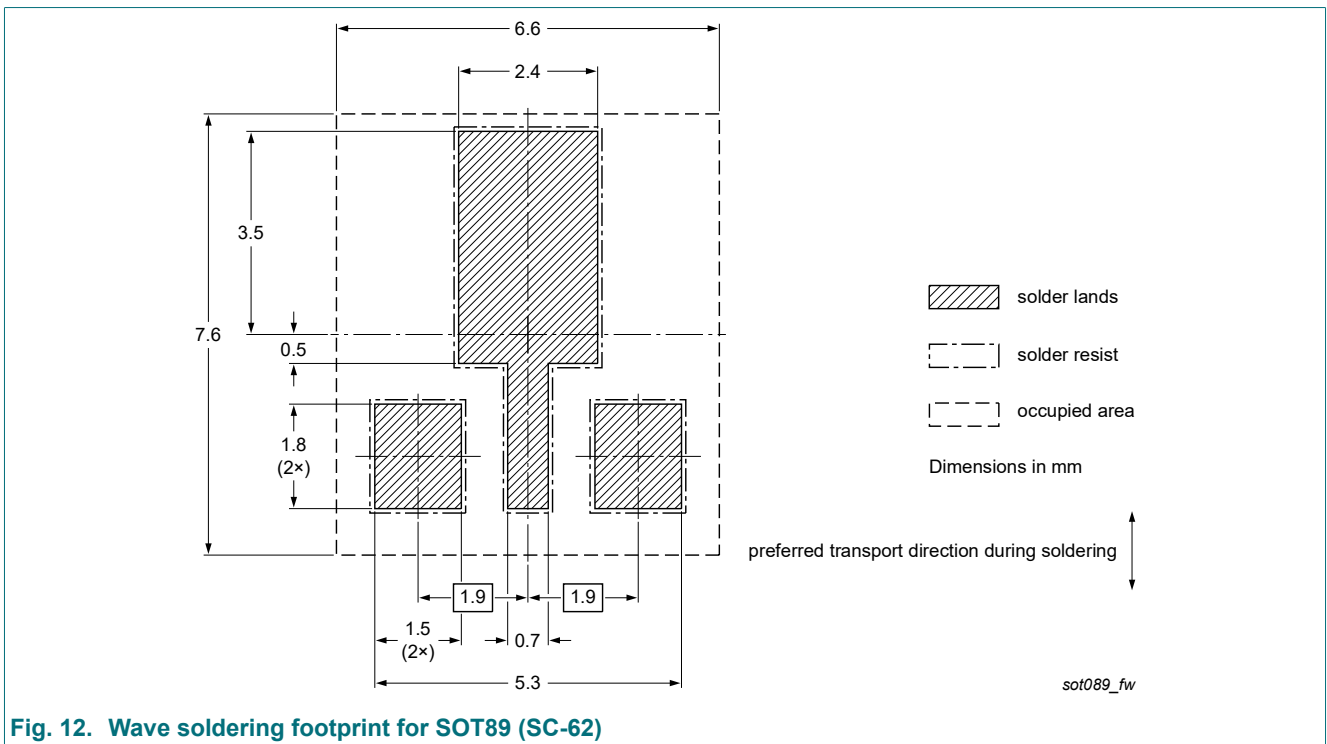 6.6
2.4
3.5
7.6
0.5
solder lands
solder resist
occupied area
1.8
(2×)
Dimensions in mm
preferred transport direction during soldering
1.9
1.9
1.5
(2×)
0.7
5.3
sot089_fw
Fig. 12. Wave soldering footprint for SOT89 (SC-62)